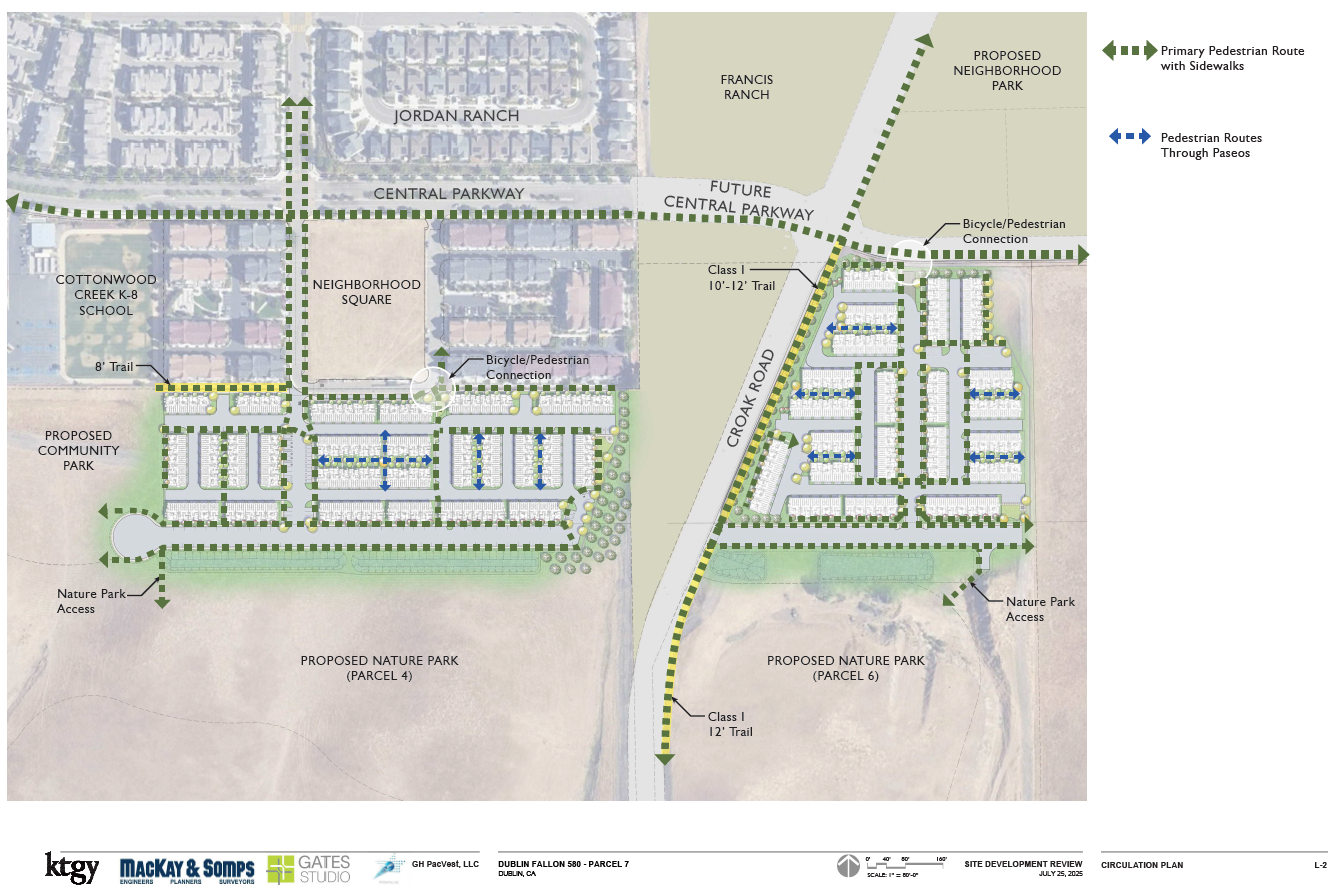 FRANCIS
RANCH
PROPOSED
NEIGHBORHOOD
PARK
Primary Pedestrian Route
with Sidewalks
JORDAN RANCH
Pedestrian Routes
Through Paseos
CENTRAL PARKWAY
FUTURE
CENTRAL PARKWAY
Bicycle/Pedestrian
Connection
COTTONWOOD
CREEK K-8
SCHOOL
NEIGHBORHOOD
SQUARE
Class I
10'-12' Trail
8' Trail
Bicycle/Pedestrian
Connection
CROAK ROAD
PROPOSED
COMMUNITY
PARK
Nature Park
Access
Nature Park
Access
PROPOSED NATURE PARK
(PARCEL 4)
PROPOSED NATURE PARK
(PARCEL 6)
Class I
12' Trail
ktgy
MACKAY & SOMPS
ENGINEERS PLANNERS SURVEYORS
GATES
STUDIO
GH PacVest, LLC
DUBLIN FALLON 580 - PARCEL 7
DUBLIN, CA
0' 40' 80' 160'
SCALE: 1" = 80'-0"
SITE DEVELOPMENT REVIEW
JULY 25, 2025
CIRCULATION PLAN
L-2